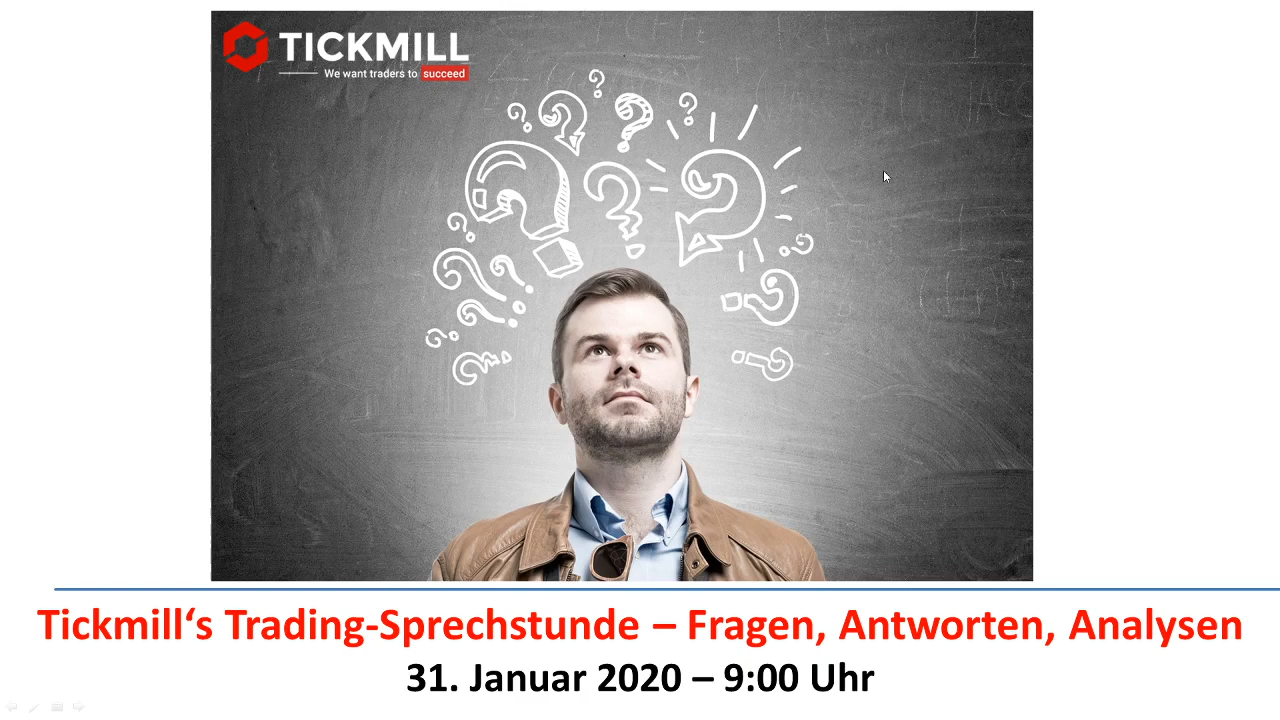 TICKMILL
We want traders to succeed
Tickmill‘s Trading-Sprechstunde – Fragen, Antworten, Analysen
31. Januar 2020 – 9:00 Uhr